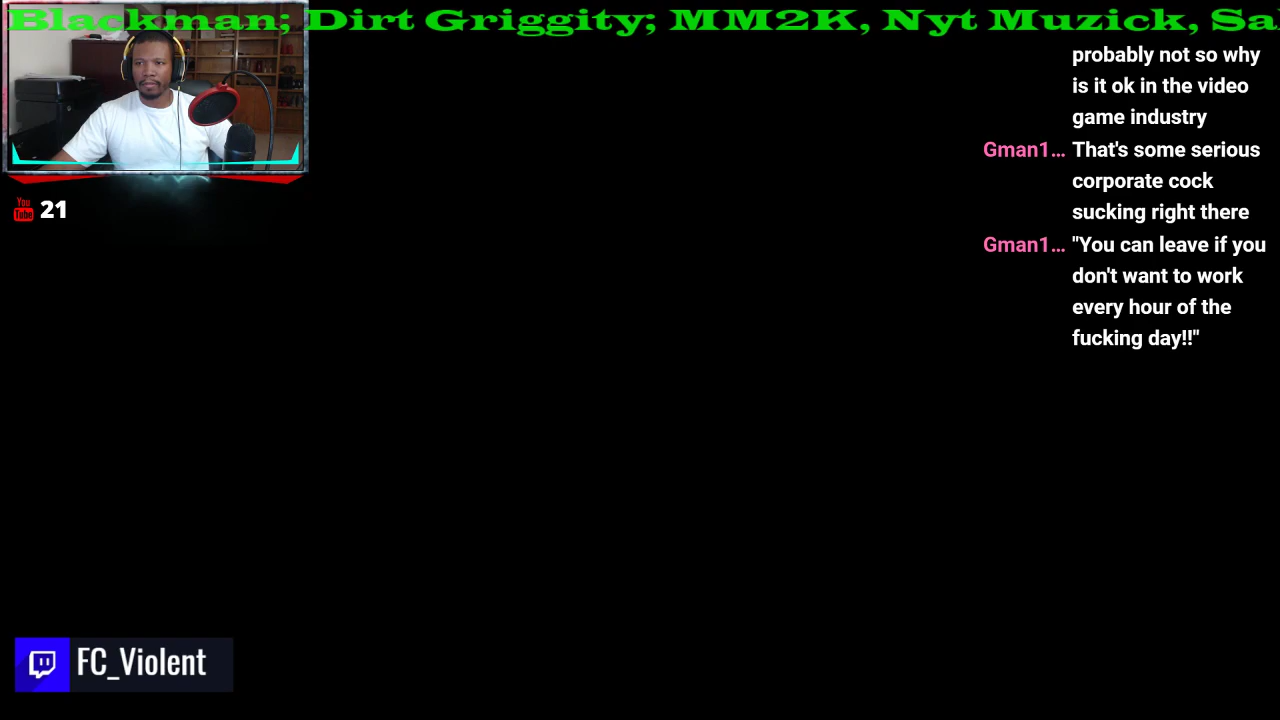 Blackman; Dirt Griggity; MM2K, Nyt Muzick, Sa
probably not so why
is it ok in the video
game industry
Gman1... That's some serious
corporate cock
sucking right there
Gman1... "You can leave if you
don't want to work
every hour of the
fucking day!!"
You
Tube 21
FC_Violent